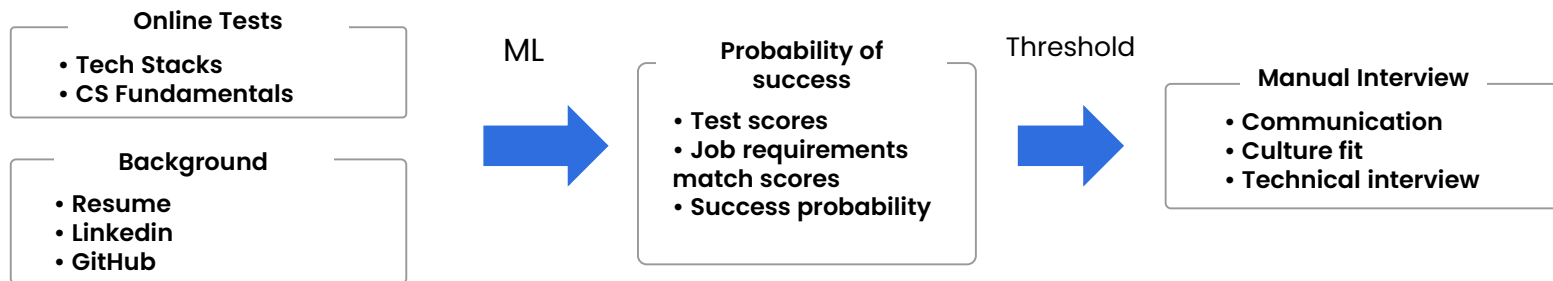 Online Tests
• Tech Stacks
• CS Fundamentals
Background
• Resume
• Linkedin
• GitHub
ML
Probability of
success
• Test scores
• Job requirements
match scores
• Success probability
Threshold
Manual Interview
• Communication
• Culture fit
• Technical interview